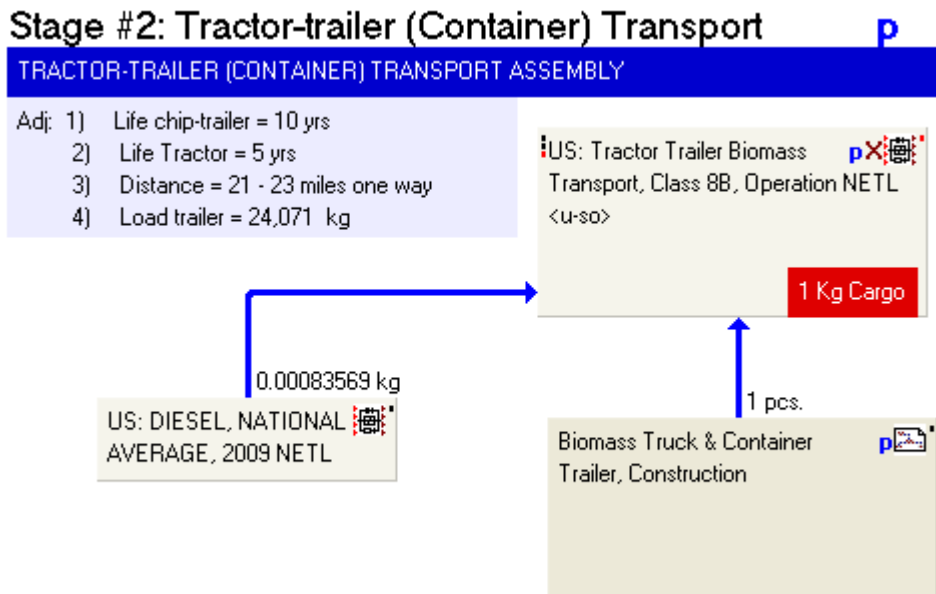 Stage #2: Tractor-trailer (Container) Transport p
TRACTOR-TRAILER (CONTAINER) TRANSPORT ASSEMBLY
Adj: 1) Life chip-trailer = 10 yrs
2) Life Tractor = 5 yrs
3) Distance = 21 - 23 miles one way
4) Load trailer = 24,071 kg
US: Tractor Trailer Biomass pX
Transport, Class 8B, Operation NETL
<u-so>
1 Kg Cargo
0.00083569 kg
US: DIESEL, NATIONAL
AVERAGE, 2009 NETL
1 pcs.
Biomass Truck & Container p
Trailer, Construction